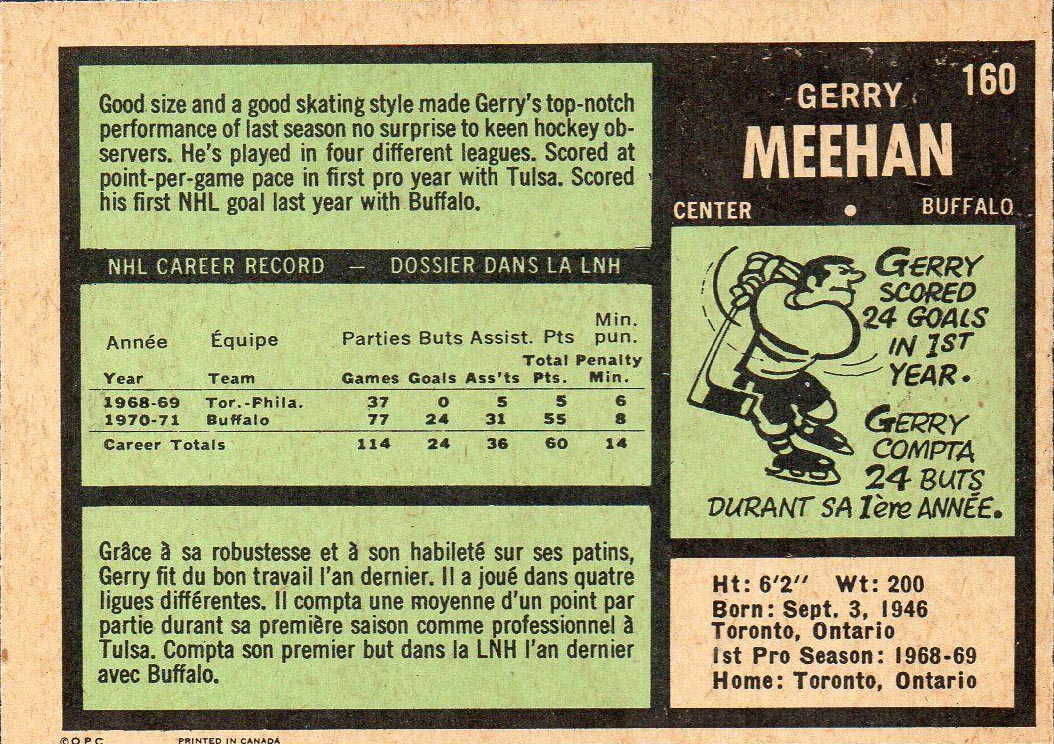 Good size and a good skating style made Gerry's top-notch
performance of last season no surprise to keen hockey ob-
servers. He's played in four different leagues. Scored at
point-per-game pace in first pro year with Tulsa. Scored
his first NHL goal last year with Buffalo.
160
GERRY
MEEHAN
CENTER • BUFFALO
NHL CAREER RECORD — DOSSIER DANS LA LNH
Année Équipe Parties Buts Assist. Pts Min. pun.
Year Team Games Goals Ass'ts Total Pts. Penalty Min.
1968-69 Tor.-Phila. 37 0 5 5 6
1970-71 Buffalo 77 24 31 55 8
Career Totals 114 24 36 60 14
GERRY
SCORED
24 GOALS
IN 1ST
YEAR.
GERRY
COMPTA
24 BUTS
DURANT SA 1ère ANNÉE.
Grâce à sa robustesse et à son habileté sur ses patins,
Gerry fit du bon travail l'an dernier. Il a joué dans quatre
ligues différentes. Il compta une moyenne d'un point par
partie durant sa première saison comme professionnel à
Tulsa. Compta son premier but dans la LNH l'an dernier
avec Buffalo.
Ht: 6'2" Wt: 200
Born: Sept. 3, 1946
Toronto, Ontario
1st Pro Season: 1968-69
Home: Toronto, Ontario
© O P C PRINTED IN CANADA